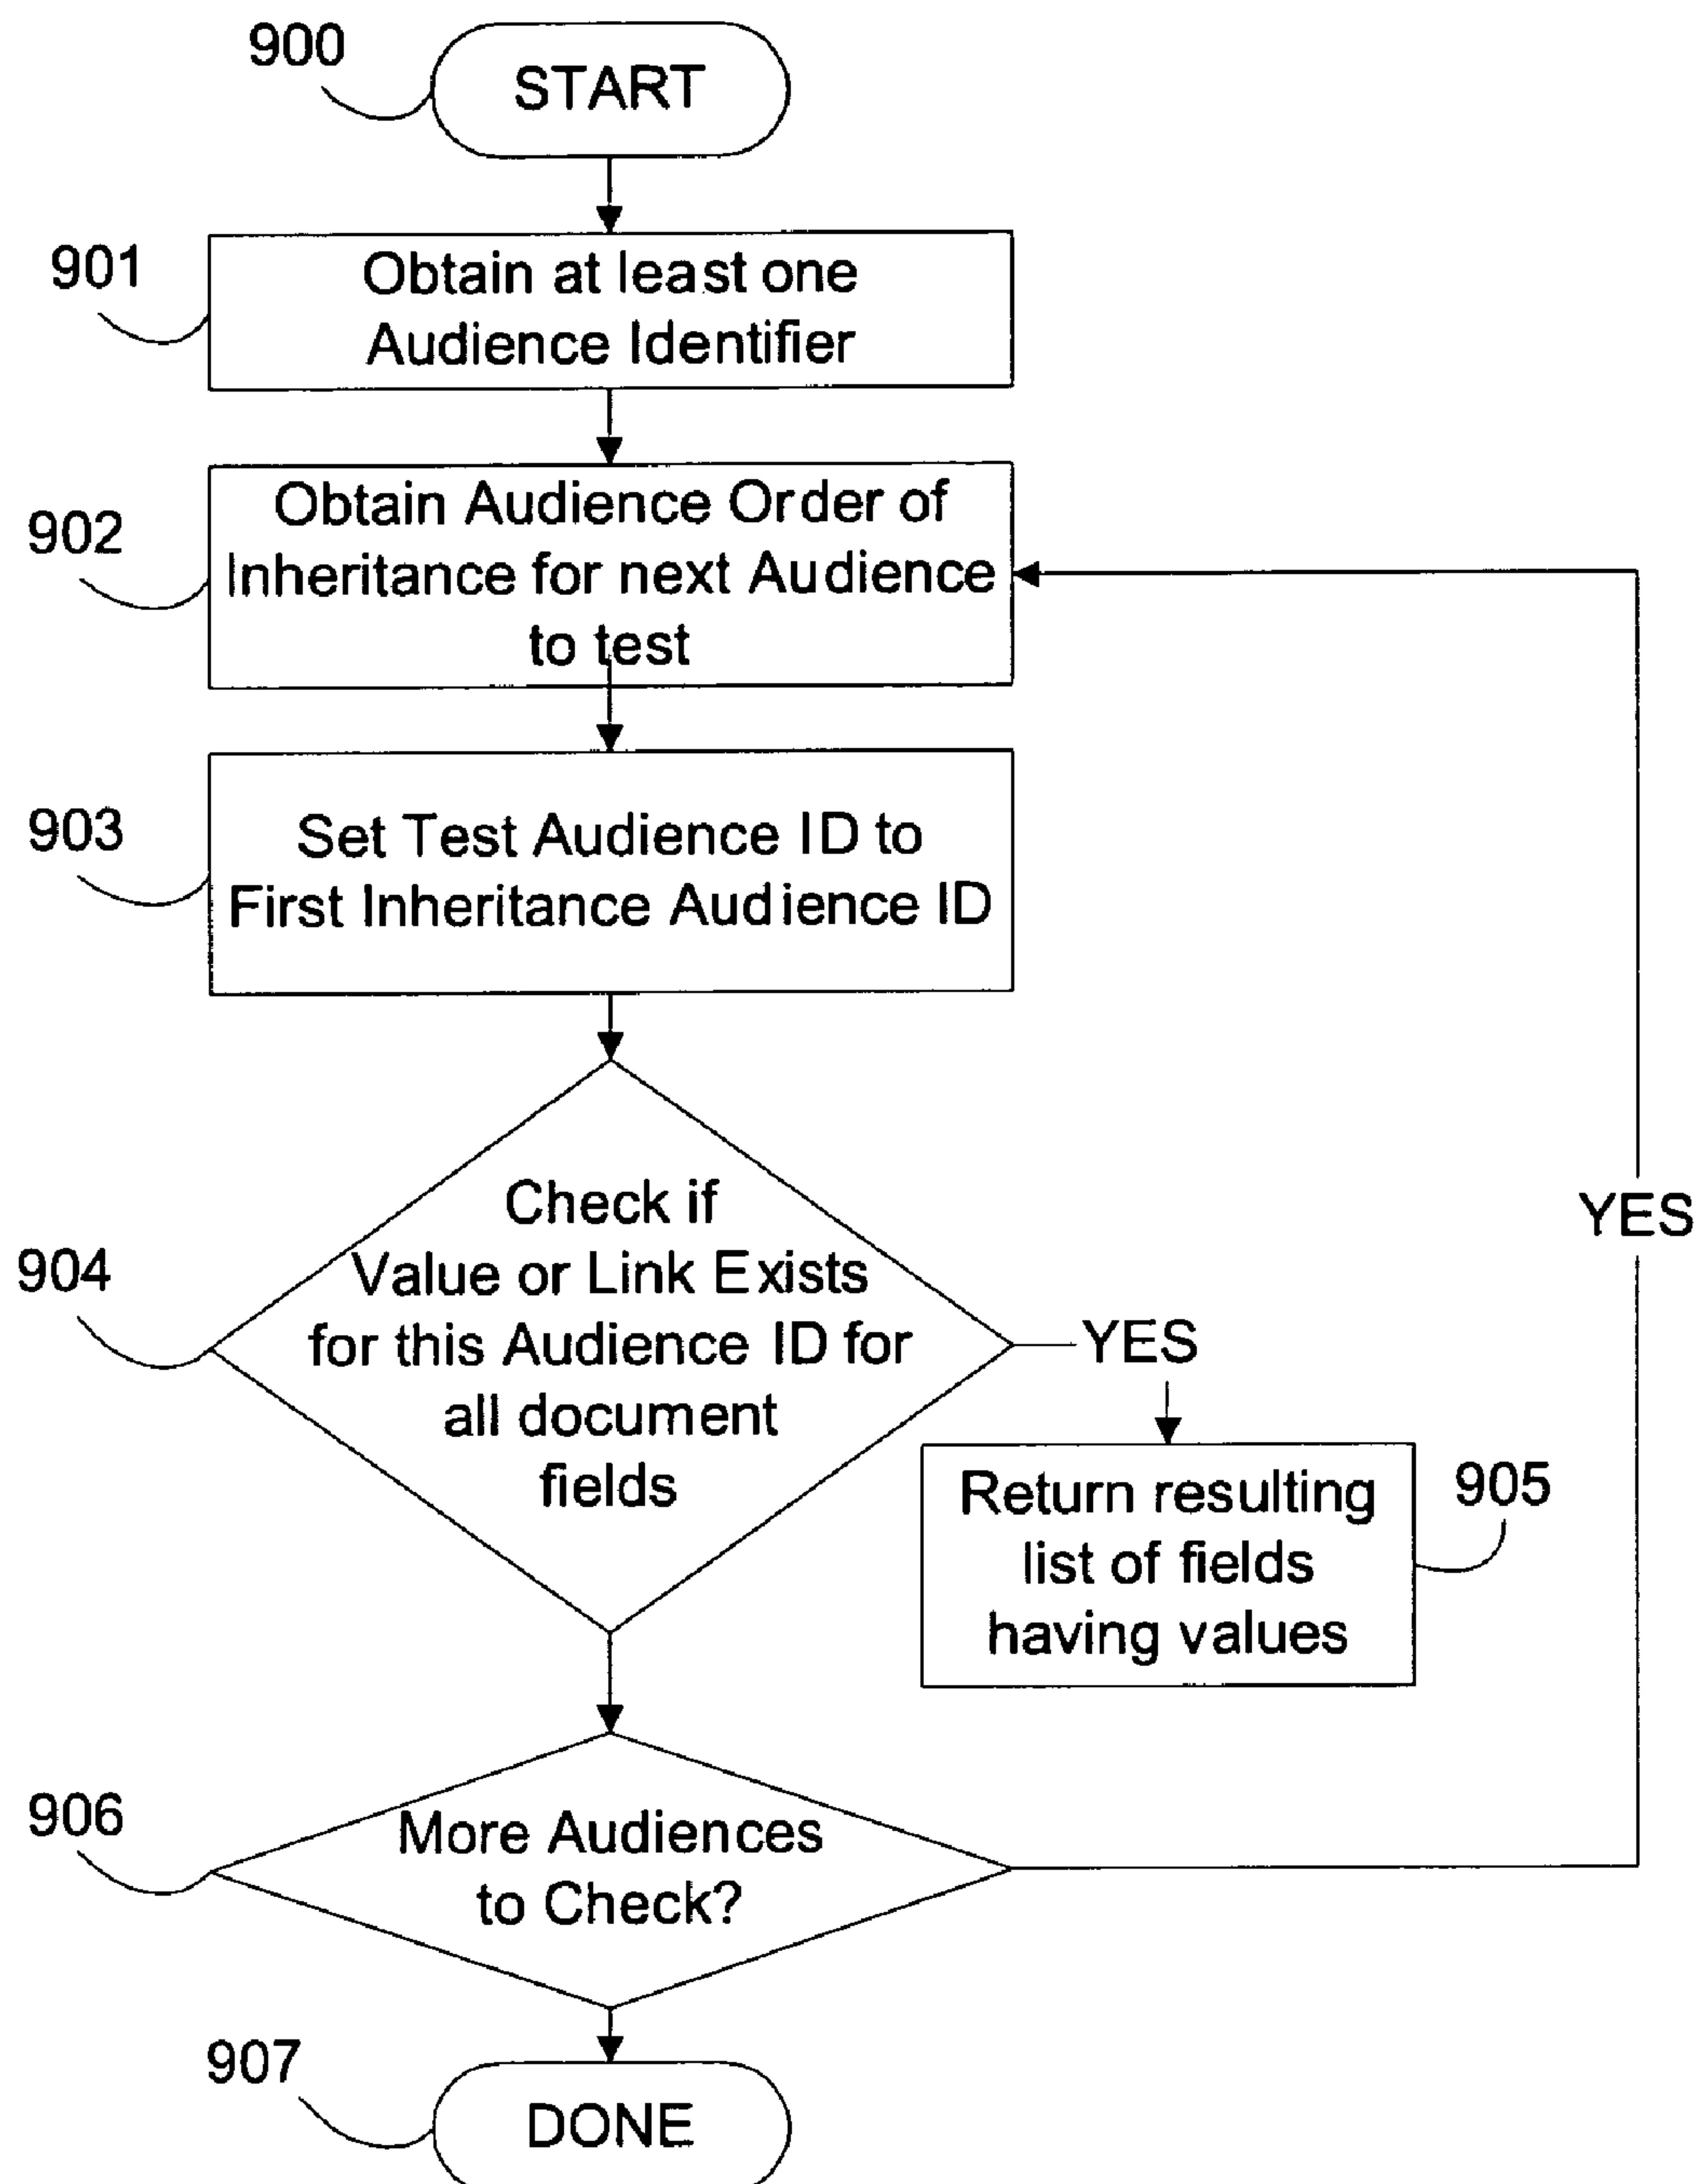 900
START
901
Obtain at least one
Audience Identifier
902
Obtain Audience Order of
Inheritance for next Audience
to test
903
Set Test Audience ID to
First Inheritance Audience ID
904
Check if
Value or Link Exists
for this Audience ID for
all document
fields
YES
YES
905
Return resulting
list of fields
having values
906
More Audiences
to Check?
907
DONE